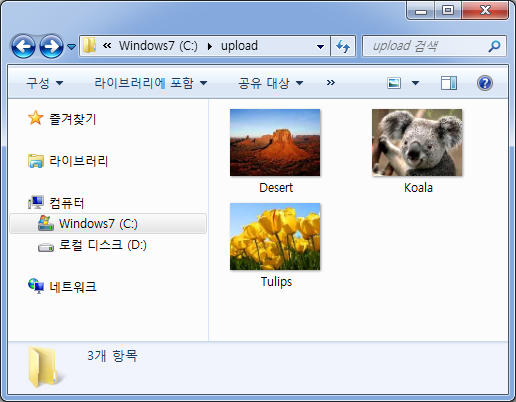 « Windows7 (C:) ▸ upload
upload 검색
구성 라이브러리에 포함 공유 대상 »
즐겨찾기
라이브러리
컴퓨터
Windows7 (C:)
로컬 디스크 (D:)
네트워크
Desert
Koala
Tulips
3개 항목